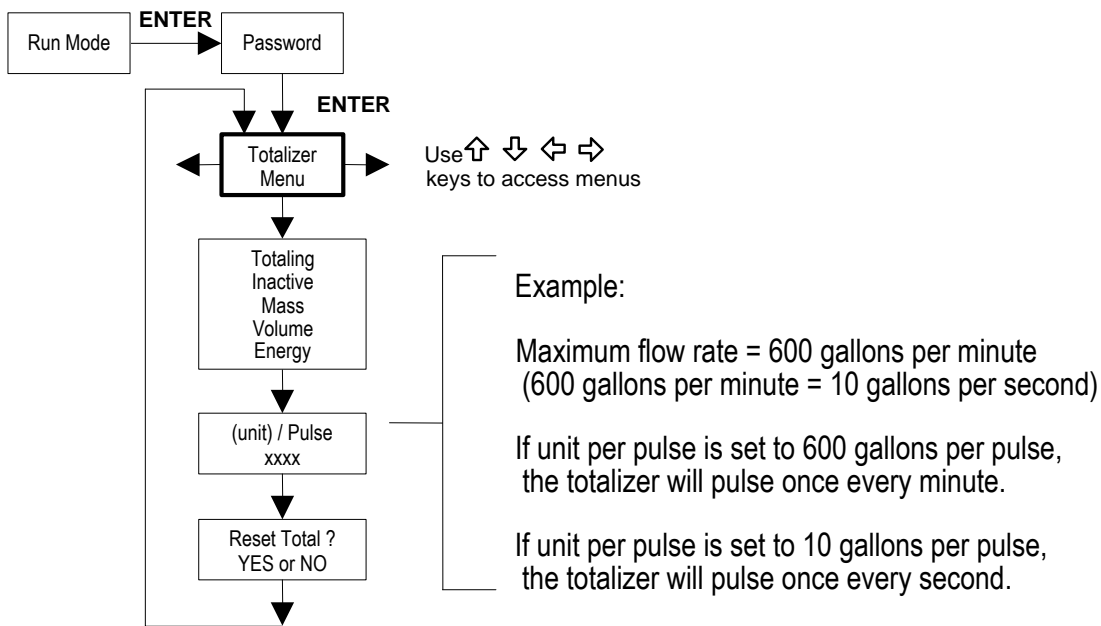 Run Mode
ENTER
Password
ENTER
Totalizer
Menu
Use
keys to access menus
Totaling
Inactive
Mass
Volume
Energy
(unit) / Pulse
xxxx
Reset Total ?
YES or NO
Example:
Maximum flow rate = 600 gallons per minute
(600 gallons per minute = 10 gallons per second)
If unit per pulse is set to 600 gallons per pulse,
the totalizer will pulse once every minute.
If unit per pulse is set to 10 gallons per pulse,
the totalizer will pulse once every second.